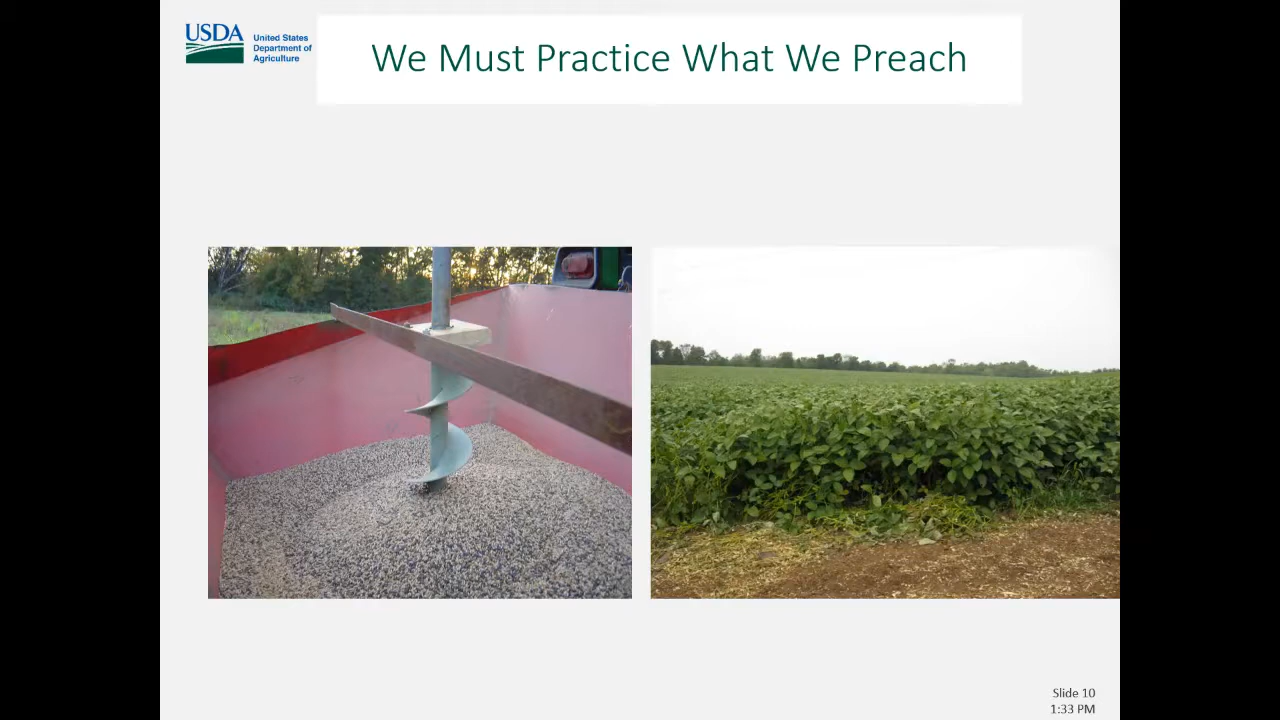 USDA
United States
Department of
Agriculture
We Must Practice What We Preach
Slide 10
1:33 PM